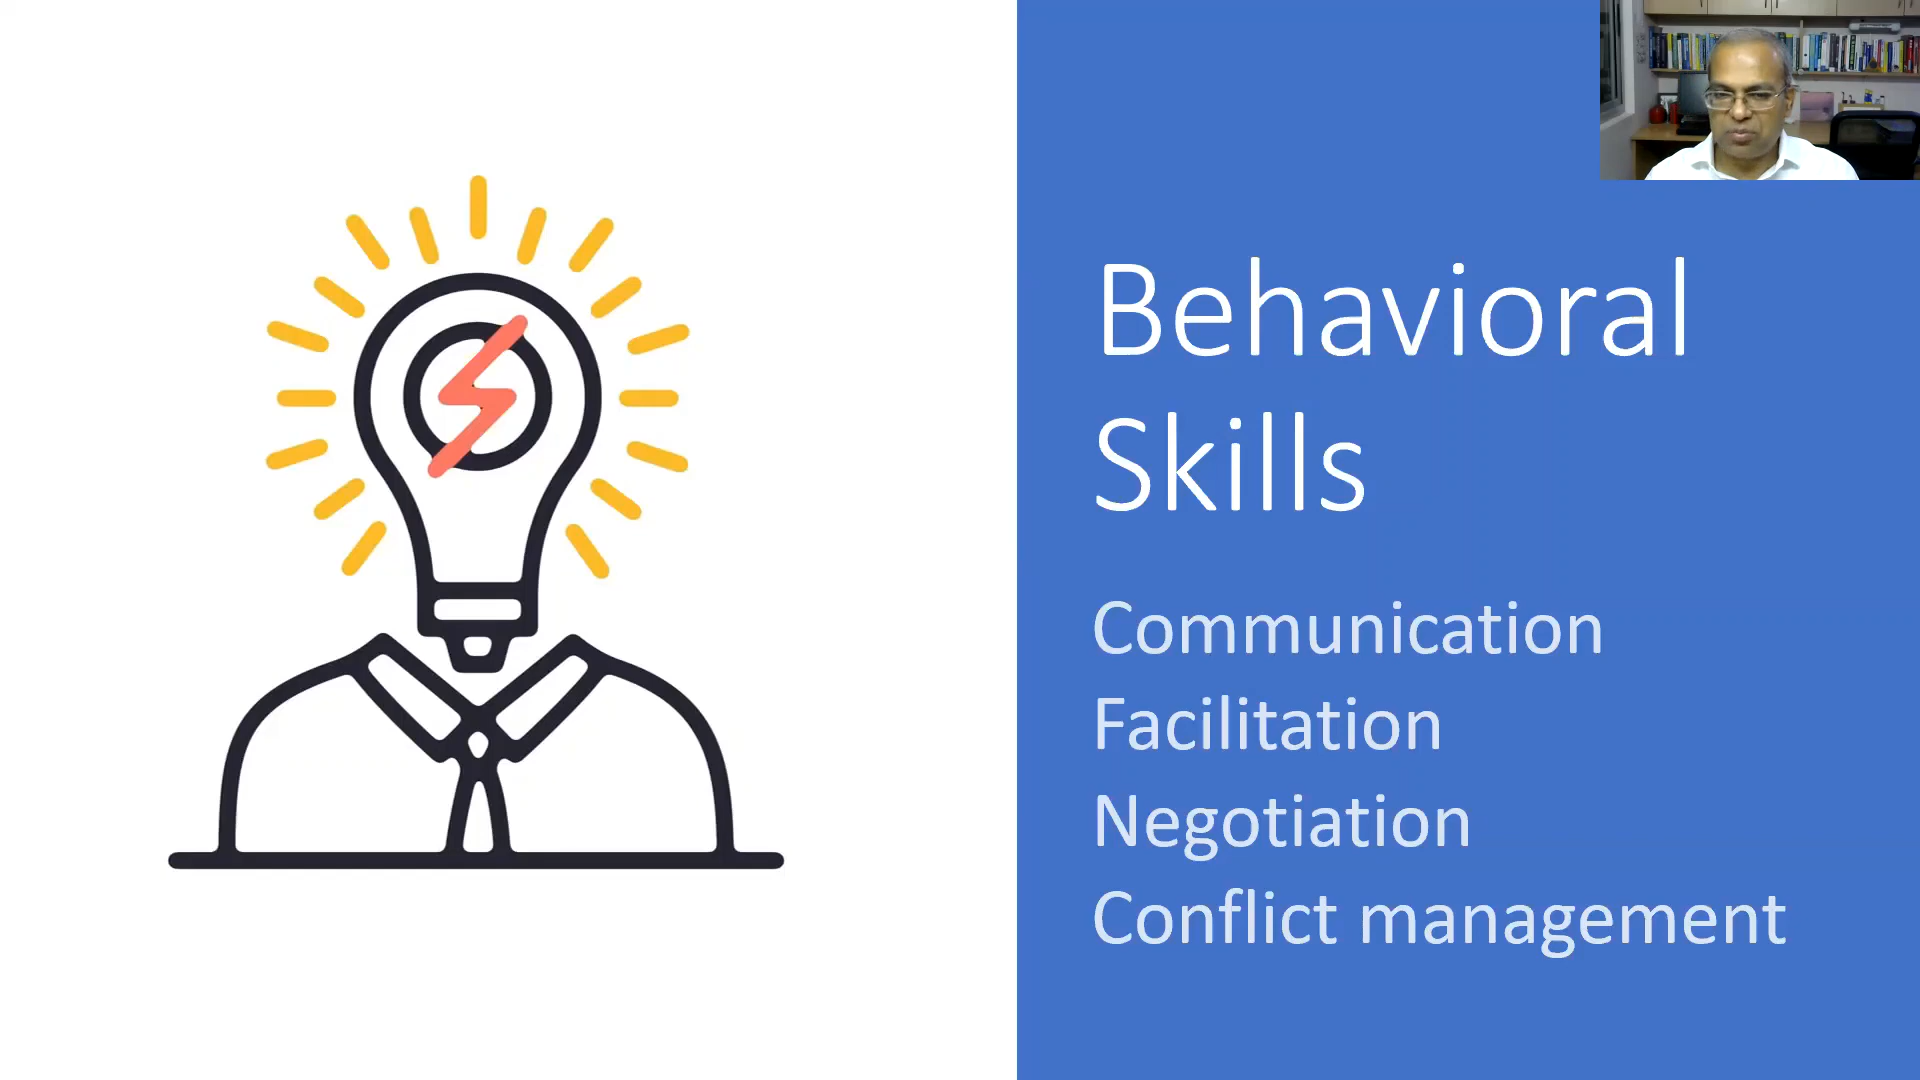 Behavioral
Skills
Communication
Facilitation
Negotiation
Conflict management